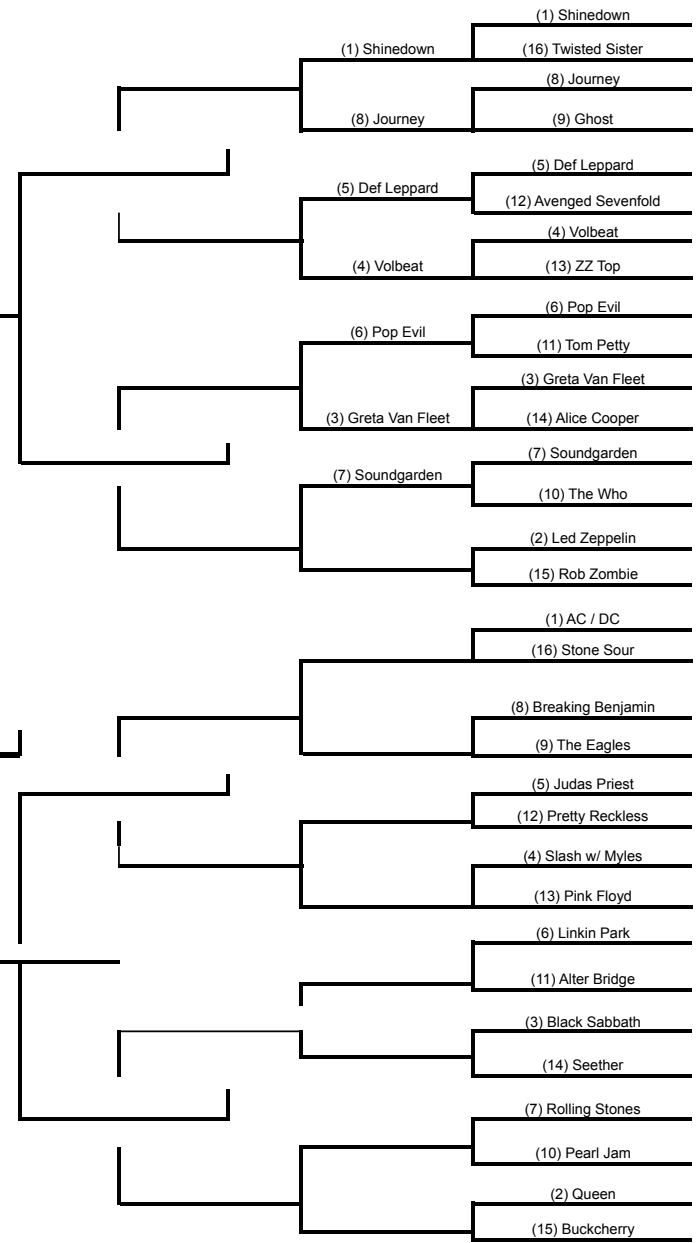 (1) Shinedown
(1) Shinedown
(16) Twisted Sister
(8) Journey
(8) Journey
(9) Ghost
(5) Def Leppard
(5) Def Leppard
(12) Avenged Sevenfold
(4) Volbeat
(4) Volbeat
(13) ZZ Top
(6) Pop Evil
(6) Pop Evil
(11) Tom Petty
(3) Greta Van Fleet
(3) Greta Van Fleet
(14) Alice Cooper
(7) Soundgarden
(7) Soundgarden
(10) The Who
(2) Led Zeppelin
(15) Rob Zombie
(1) AC / DC
(16) Stone Sour
(8) Breaking Benjamin
(9) The Eagles
(5) Judas Priest
(12) Pretty Reckless
(4) Slash w/ Myles
(13) Pink Floyd
(6) Linkin Park
(11) Alter Bridge
(3) Black Sabbath
(14) Seether
(7) Rolling Stones
(10) Pearl Jam
(2) Queen
(15) Buckcherry